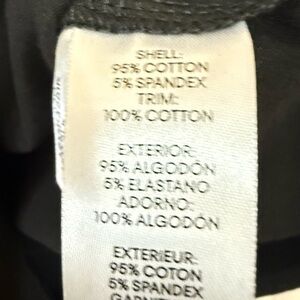 SHELL:
95% COTTON
5% SPANDEX
TRIM:
100% COTTON
EXTERIOR:
95% ALGODÓN
5% ELASTANO
ADORNO:
100% ALGODÓN
EXTERIEUR:
95% COTON
5% SPANDEX